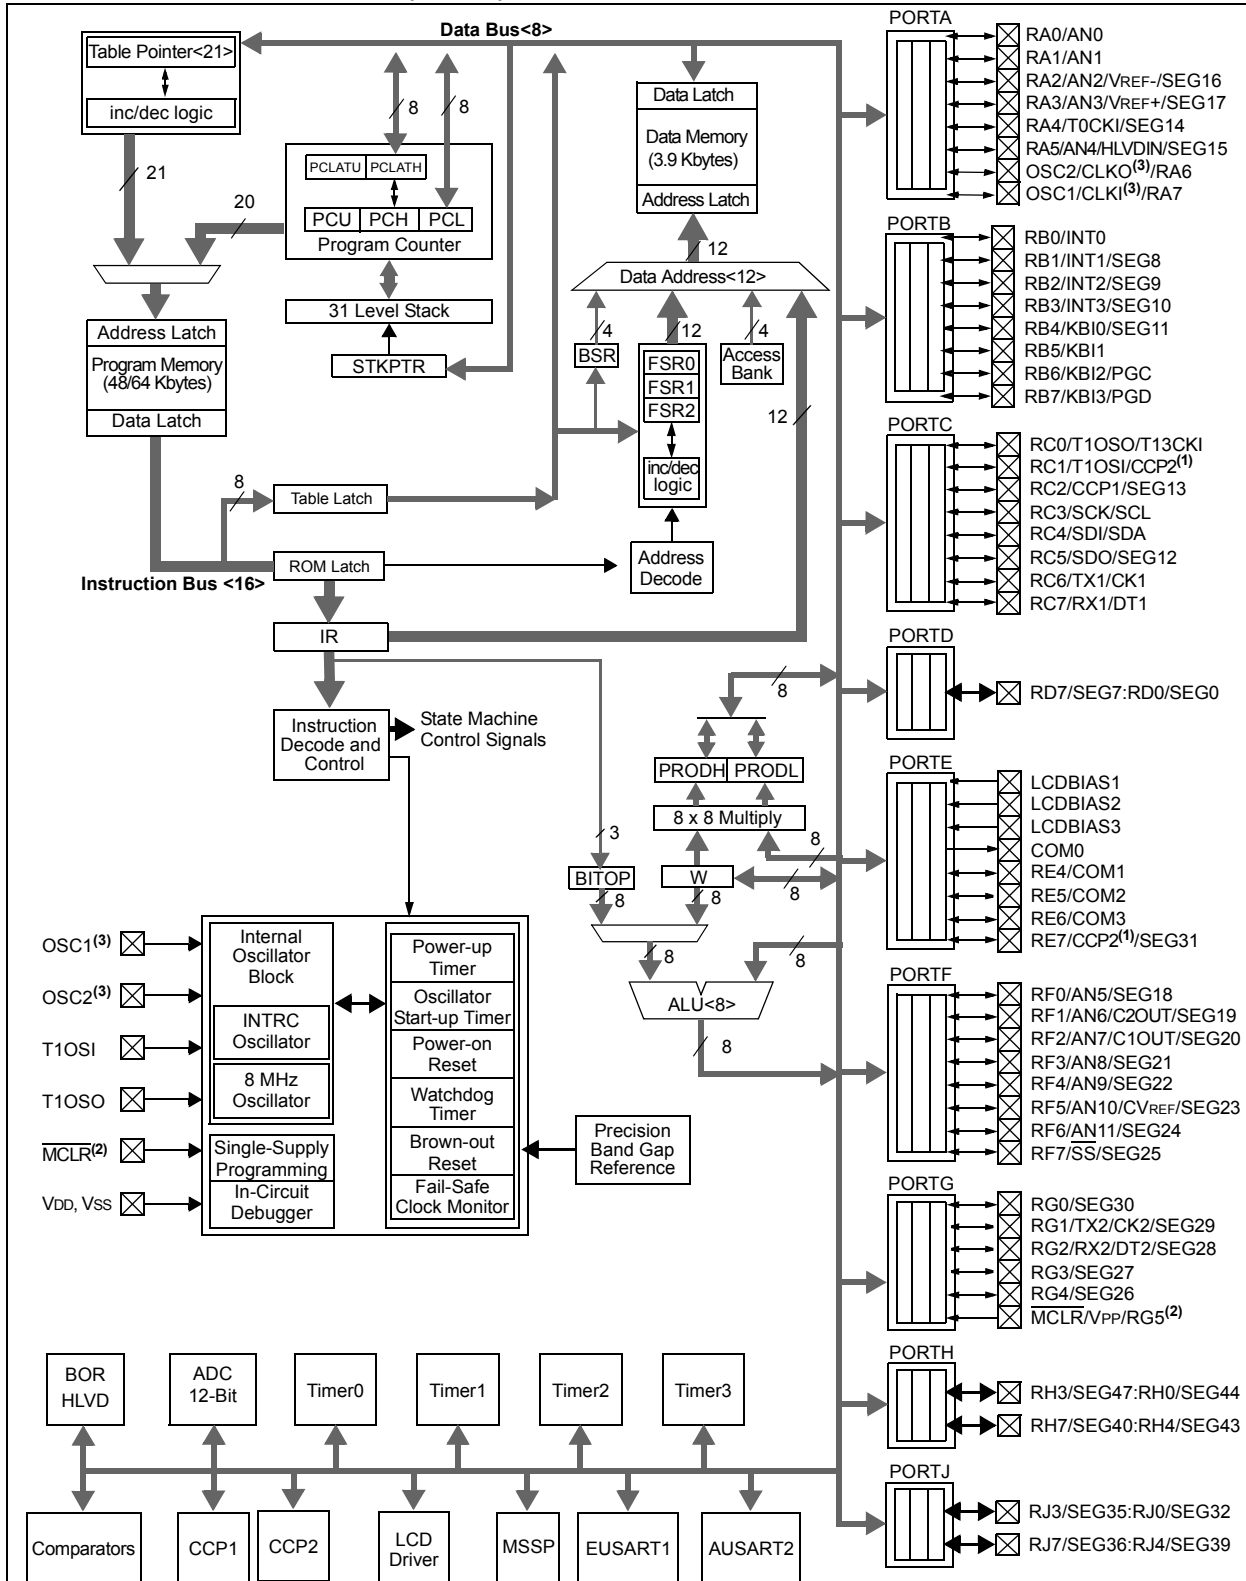 Data Bus<8>
Table Pointer<21>
inc/dec logic
21
20
8
8
PCLATU
PCLATH
PCU
PCH
PCL
Program Counter
31 Level Stack
STKPTR
Data Latch
Data Memory
(3.9 Kbytes)
Address Latch
12
Data Address<12>
4
12
4
BSR
FSR0
FSR1
FSR2
inc/dec
logic
Access
Bank
12
Address
Decode
Address Latch
Program Memory
(48/64 Kbytes)
Data Latch
8
Table Latch
ROM Latch
Instruction Bus <16>
IR
Instruction
Decode and
Control
State Machine
Control Signals
8
PRODH
PRODL
8 x 8 Multiply
3
8
BITOP
W
8
8
8
8
8
ALU<8>
8
OSC1(3)
OSC2(3)
T1OSI
T1OSO
MCLR(2)
VDD, VSS
Internal
Oscillator
Block
INTRC
Oscillator
8 MHz
Oscillator
Single-Supply
Programming
In-Circuit
Debugger
Power-up
Timer
Oscillator
Start-up Timer
Power-on
Reset
Watchdog
Timer
Brown-out
Reset
Fail-Safe
Clock Monitor
Precision
Band Gap
Reference
BOR
HLVD
ADC
12-Bit
Timer0
Timer1
Timer2
Timer3
Comparators
CCP1
CCP2
LCD
Driver
MSSP
EUSART1
AUSART2
PORTA
RA0/AN0
RA1/AN1
RA2/AN2/VREF-/SEG16
RA3/AN3/VREF+/SEG17
RA4/T0CKI/SEG14
RA5/AN4/HLVDIN/SEG15
OSC2/CLKO(3)/RA6
OSC1/CLKI(3)/RA7
PORTB
RB0/INT0
RB1/INT1/SEG8
RB2/INT2/SEG9
RB3/INT3/SEG10
RB4/KBI0/SEG11
RB5/KBI1
RB6/KBI2/PGC
RB7/KBI3/PGD
PORTC
RC0/T1OSO/T13CKI
RC1/T1OSI/CCP2(1)
RC2/CCP1/SEG13
RC3/SCK/SCL
RC4/SDI/SDA
RC5/SDO/SEG12
RC6/TX1/CK1
RC7/RX1/DT1
PORTD
RD7/SEG7:RD0/SEG0
PORTE
LCDBIAS1
LCDBIAS2
LCDBIAS3
COM0
RE4/COM1
RE5/COM2
RE6/COM3
RE7/CCP2(1)/SEG31
PORTF
RF0/AN5/SEG18
RF1/AN6/C2OUT/SEG19
RF2/AN7/C1OUT/SEG20
RF3/AN8/SEG21
RF4/AN9/SEG22
RF5/AN10/CVREF/SEG23
RF6/AN11/SEG24
RF7/SS/SEG25
PORTG
RG0/SEG30
RG1/TX2/CK2/SEG29
RG2/RX2/DT2/SEG28
RG3/SEG27
RG4/SEG26
MCLR/VPP/RG5(2)
PORTH
RH3/SEG47:RH0/SEG44
RH7/SEG40:RH4/SEG43
PORTJ
RJ3/SEG35:RJ0/SEG32
RJ7/SEG36:RJ4/SEG39